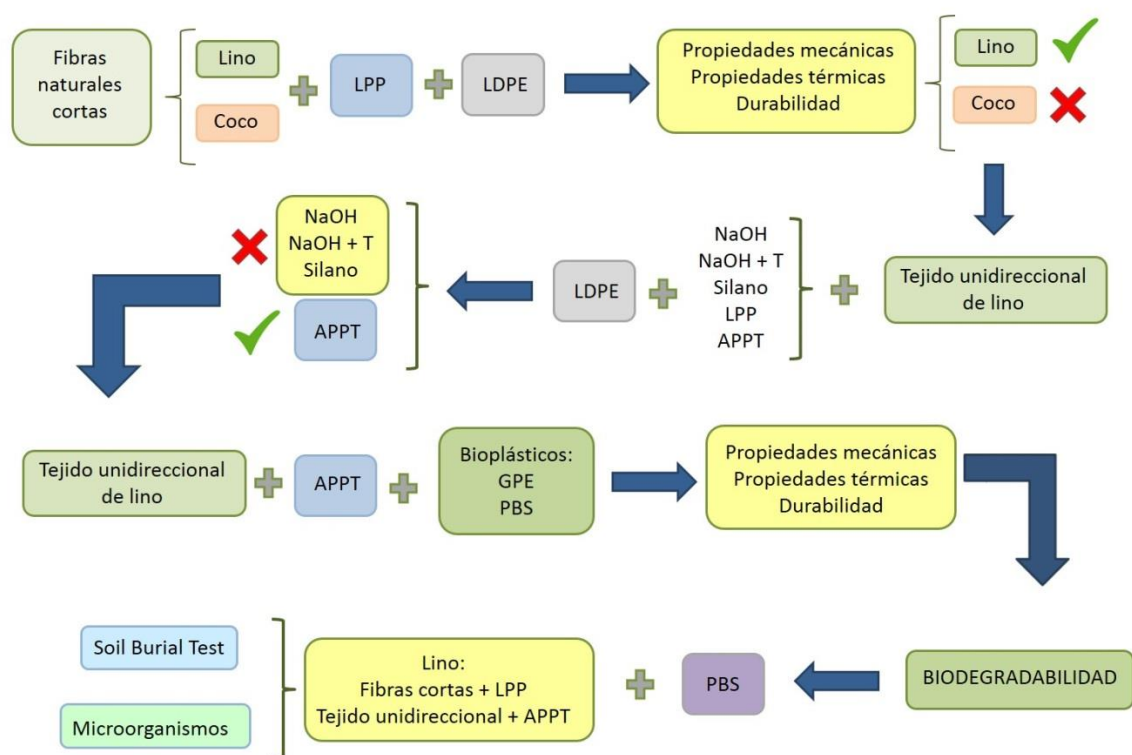 Fibras
naturales
cortas
Lino
Coco
LPP
LDPE
Propiedades mecánicas
Propiedades térmicas
Durabilidad
Lino
Coco
NaOH
NaOH + T
Silano
APPT
LDPE
NaOH
NaOH + T
Silano
LPP
APPT
Tejido unidireccional
de lino
Tejido unidireccional
de lino
APPT
Bioplásticos:
GPE
PBS
Propiedades mecánicas
Propiedades térmicas
Durabilidad
Soil Burial Test
Microorganismos
Lino:
Fibras cortas + LPP
Tejido unidireccional + APPT
PBS
BIODEGRADABILIDAD